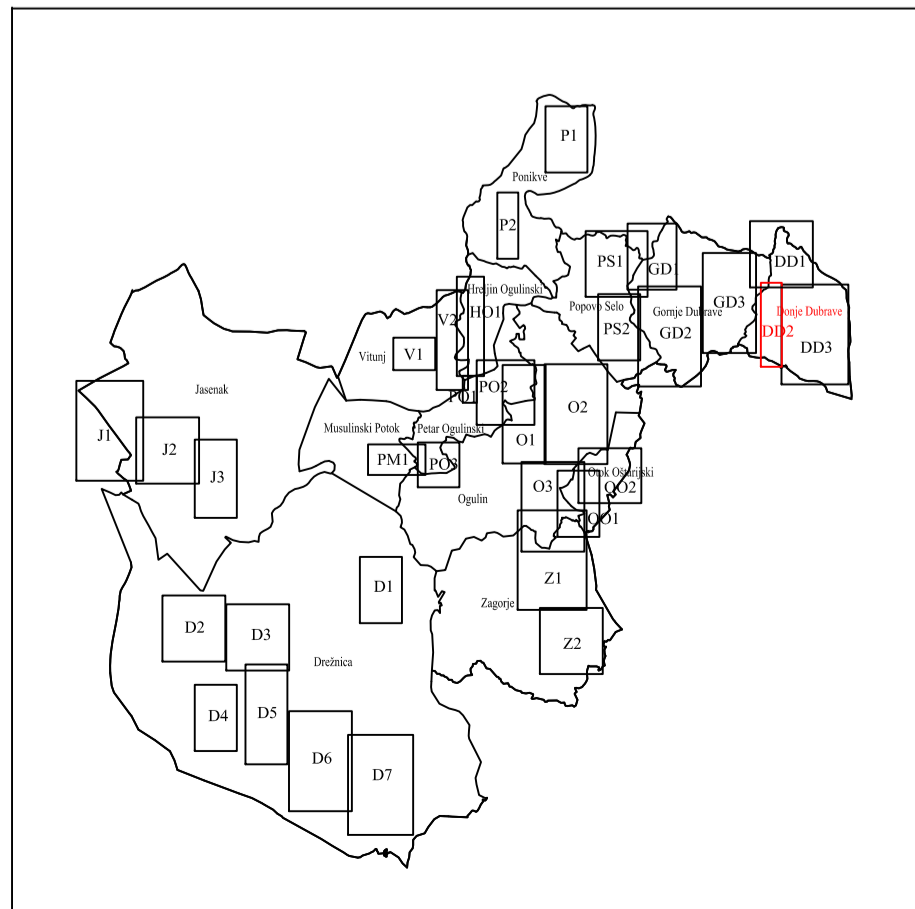 P1
Ponikve
P2
PS1
GD1
DD1
Hreljin Ogulinski
HO1
V2
Popovo Selo
PS2
Gornje Dubrave
GD2
GD3
Donje Dubrave
DD2
DD3
V1
Vitunj
Jasenak
PO1
PO2
O2
J1
J2
J3
Musulinski Potok
Petar Ogulinski
O1
PM1
PO3
Ogulin
O3
Otok Oštarijski
OO2
OO1
Z1
D1
Zagorje
D2
D3
Z2
Drežnica
D4
D5
D6
D7